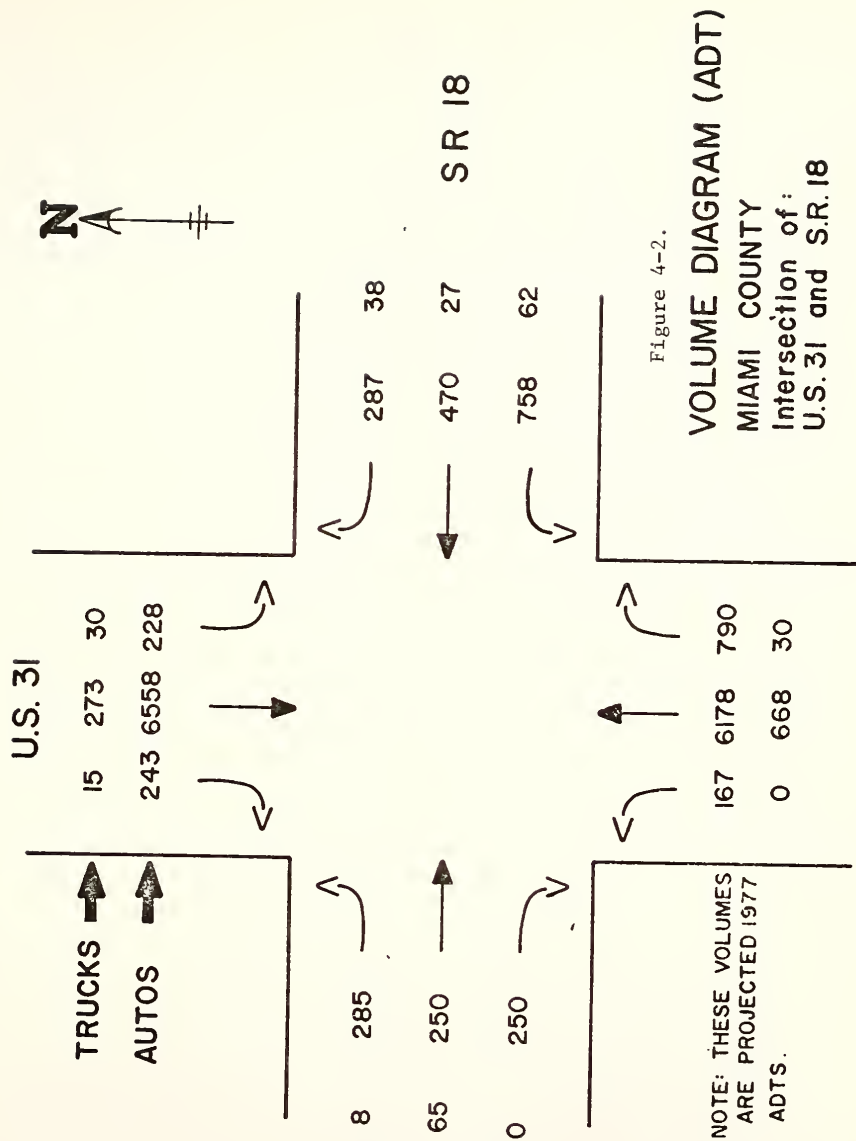 U.S. 31
N
TRUCKS 15 273 30
AUTOS 243 6558 228
8 285
65 250
0 250
287 38
470 27
758 62
SR 18
167 6178 790
0 668 30
NOTE: THESE VOLUMES
ARE PROJECTED 1977
ADTS.
Figure 4-2.
VOLUME DIAGRAM (ADT)
MIAMI COUNTY
Intersection of:
U.S. 31 and S.R. 18